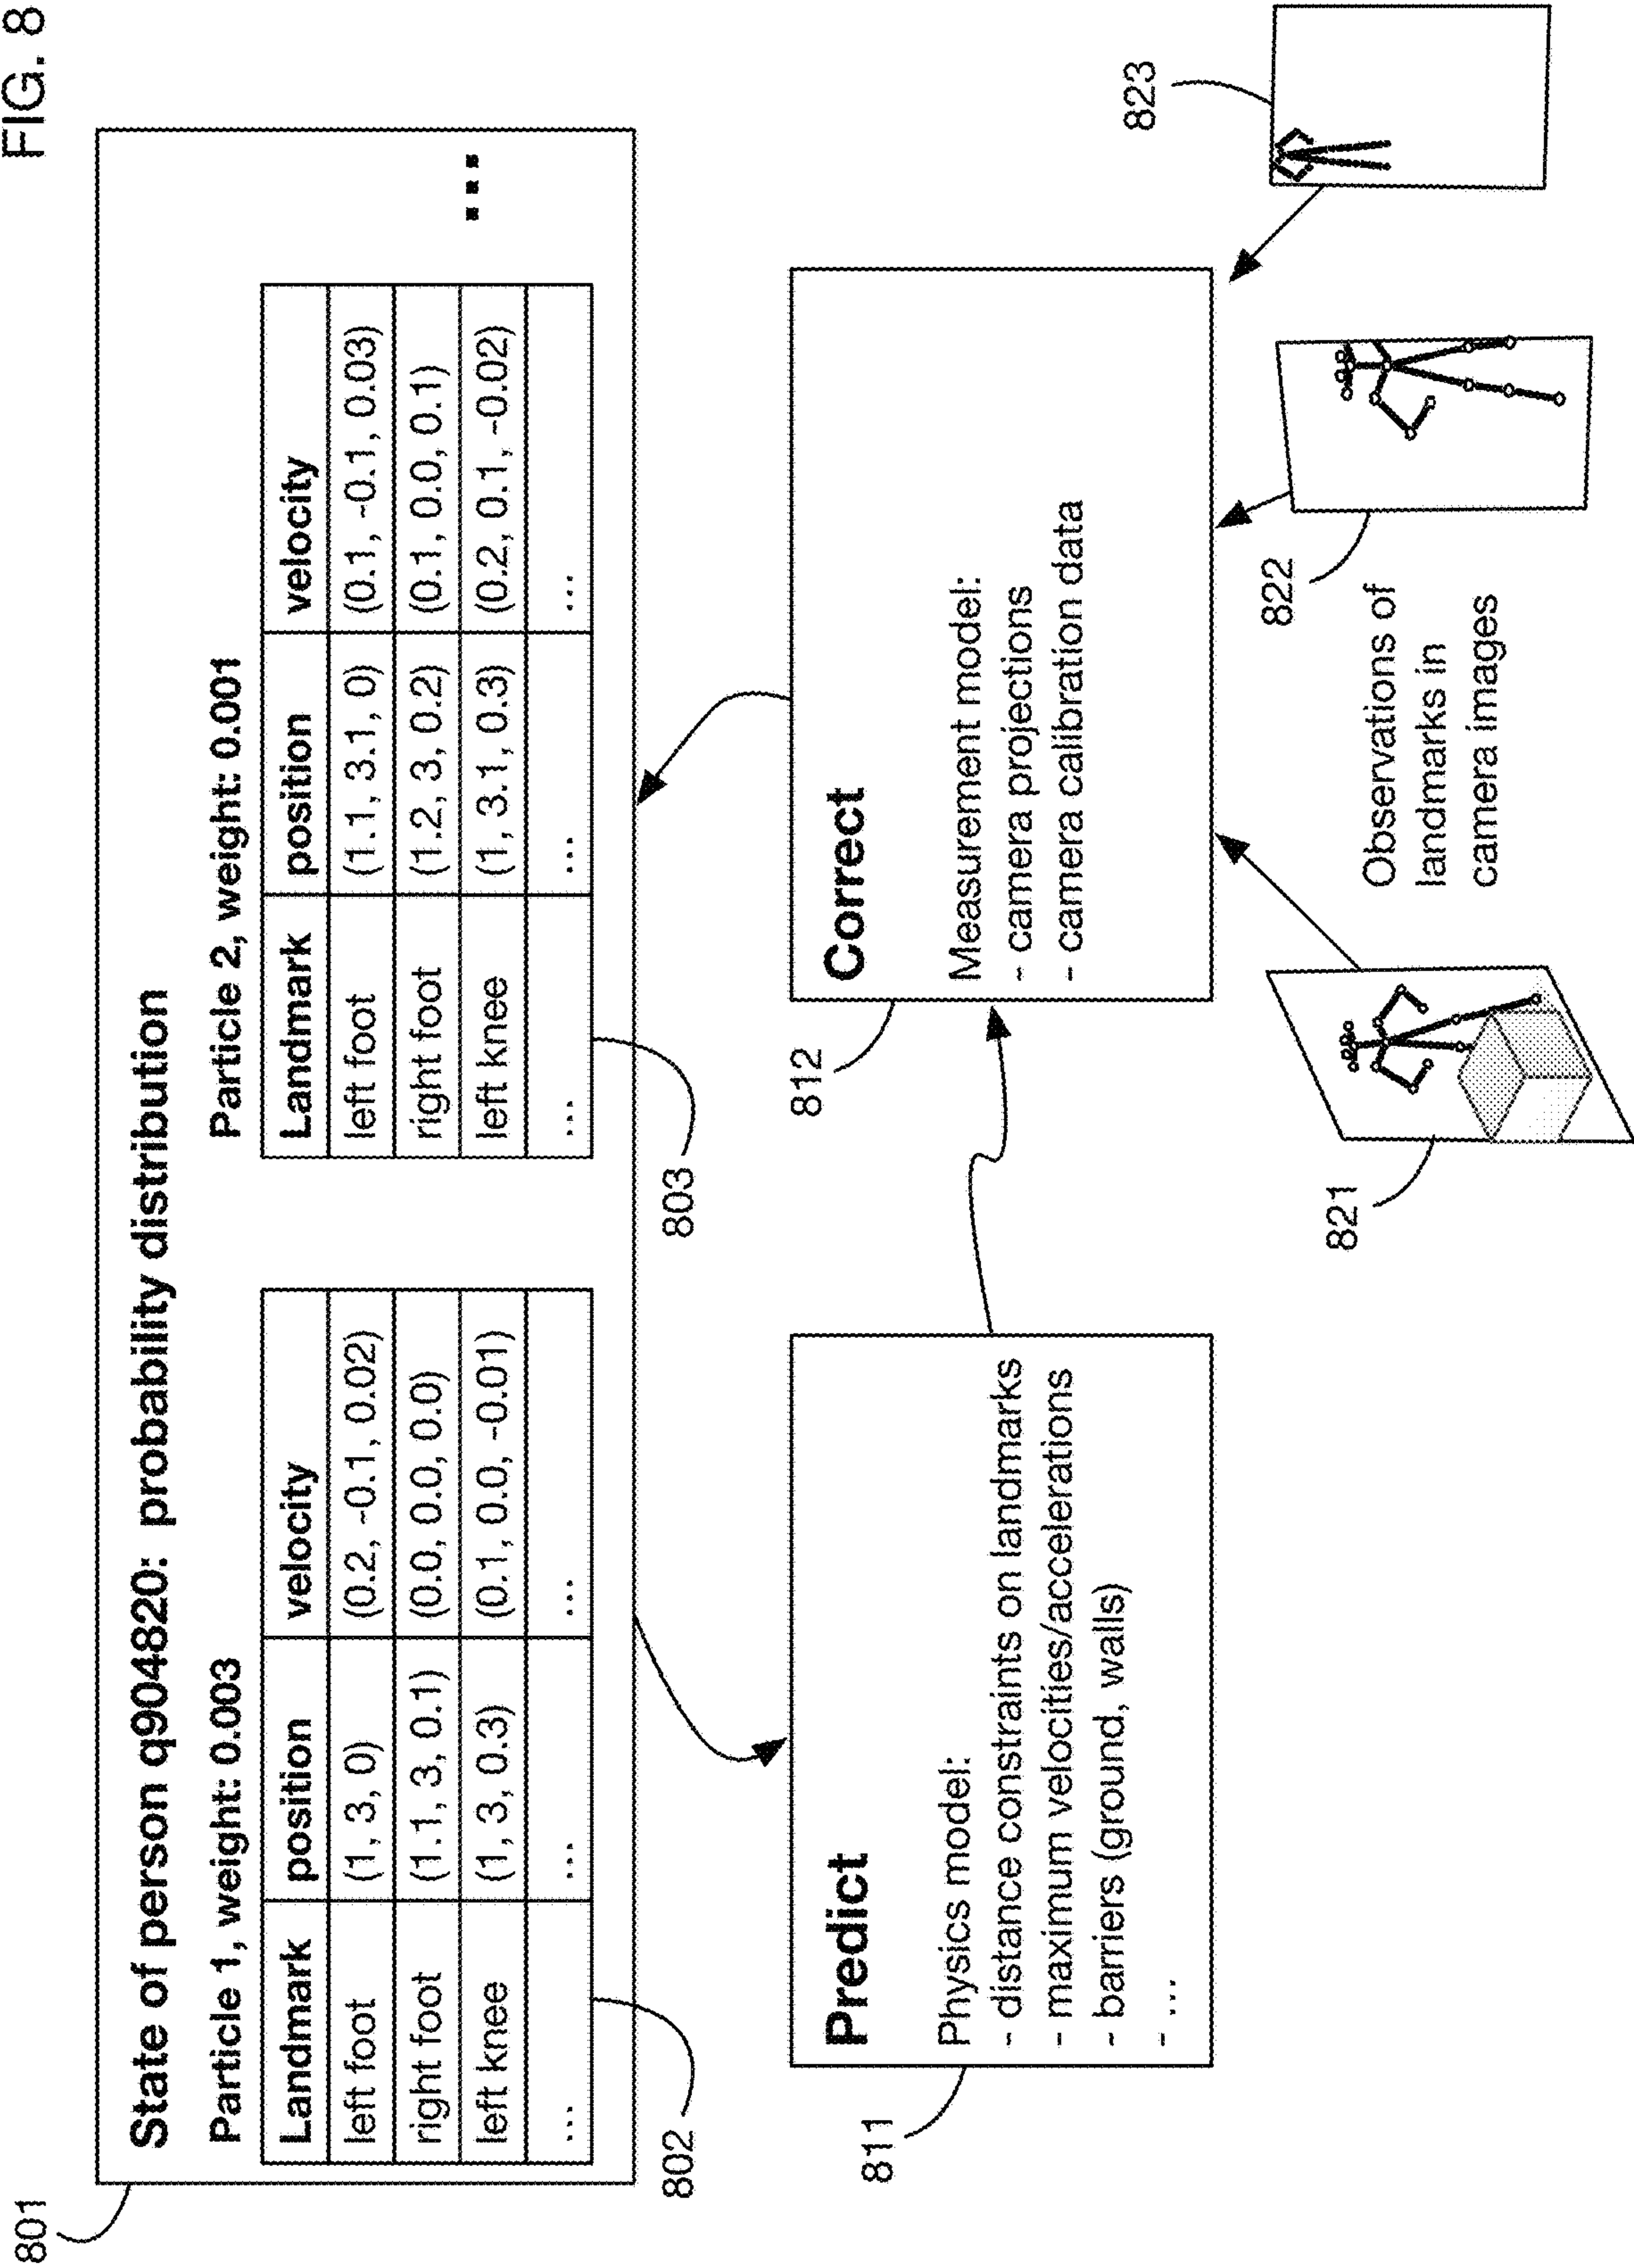 FIG. 8
801
State of person q904820: probability distribution
Particle 1, weight: 0.003
Landmark position velocity
left foot (1, 3, 0) (0.2, -0.1, 0.02)
right foot (1.1, 3, 0.1) (0.0, 0.0, 0.0)
left knee (1, 3, 0.3) (0.1, 0.0, -0.01)
... ... ...
802
Particle 2, weight: 0.001
Landmark position velocity
left foot (1.1, 3.1, 0) (0.1, -0.1, 0.03)
right foot (1.2, 3, 0.2) (0.1, 0.0, 0.1)
left knee (1, 3.1, 0.3) (0.2, 0.1, -0.02)
... ... ...
803
...
811
Predict
Physics model:
- distance constraints on landmarks
- maximum velocities/accelerations
- barriers (ground, walls)
- ...
812
Correct
Measurement model:
- camera projections
- camera calibration data
821
Observations of
landmarks in
camera images
822
823